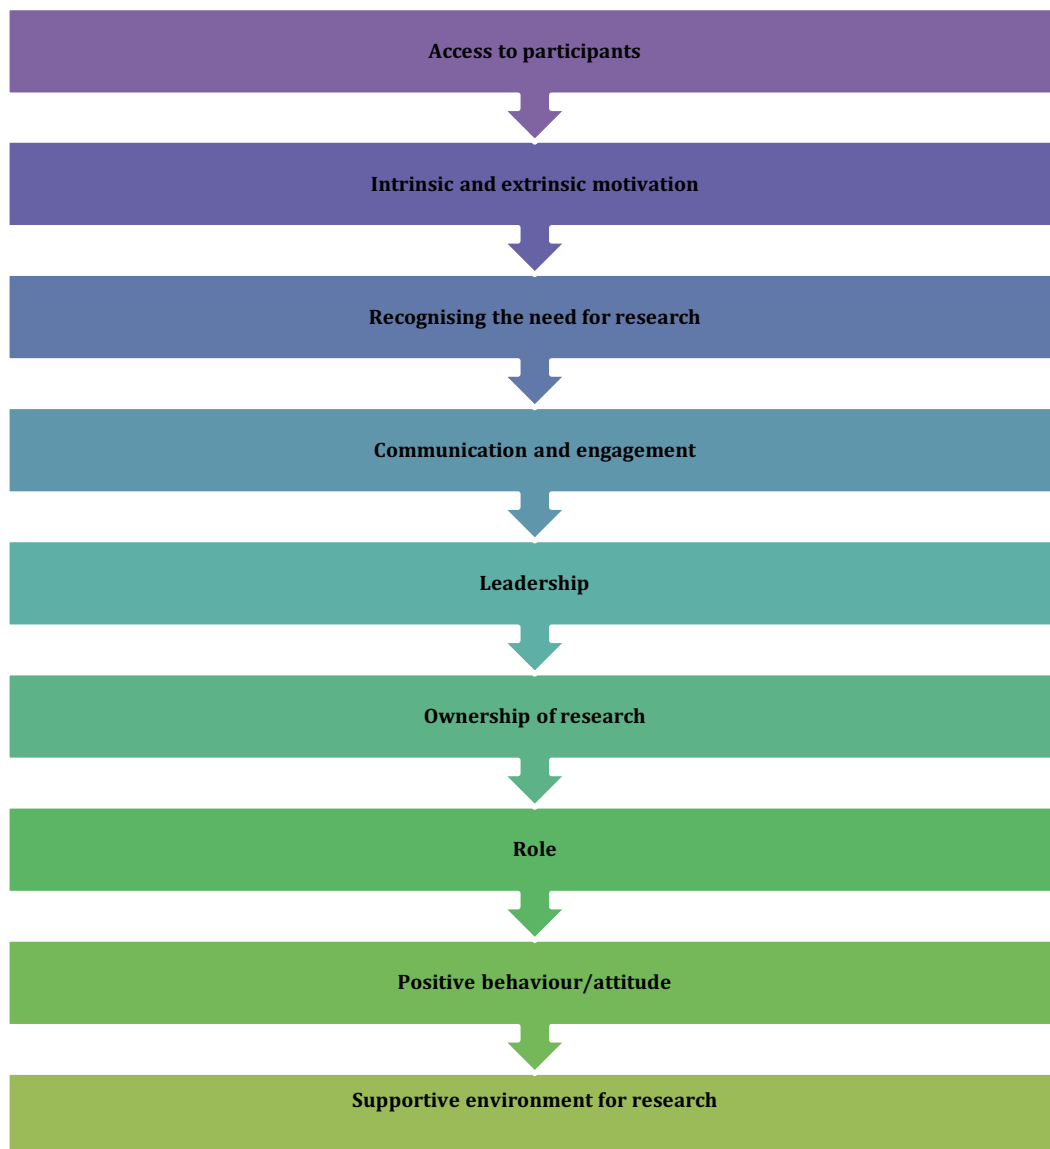 Access to participants
Intrinsic and extrinsic motivation
Recognising the need for research
Communication and engagement
Leadership
Ownership of research
Role
Positive behaviour/attitude
Supportive environment for research